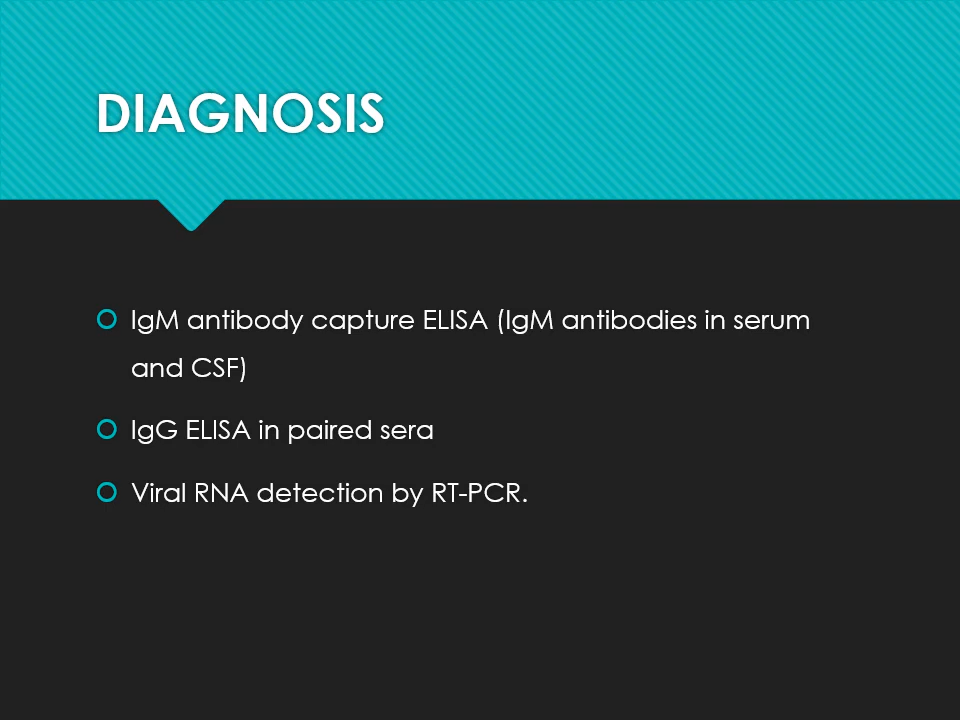 DIAGNOSIS
IgM antibody capture ELISA (IgM antibodies in serum
and CSF)
IgG ELISA in paired sera
Viral RNA detection by RT-PCR.